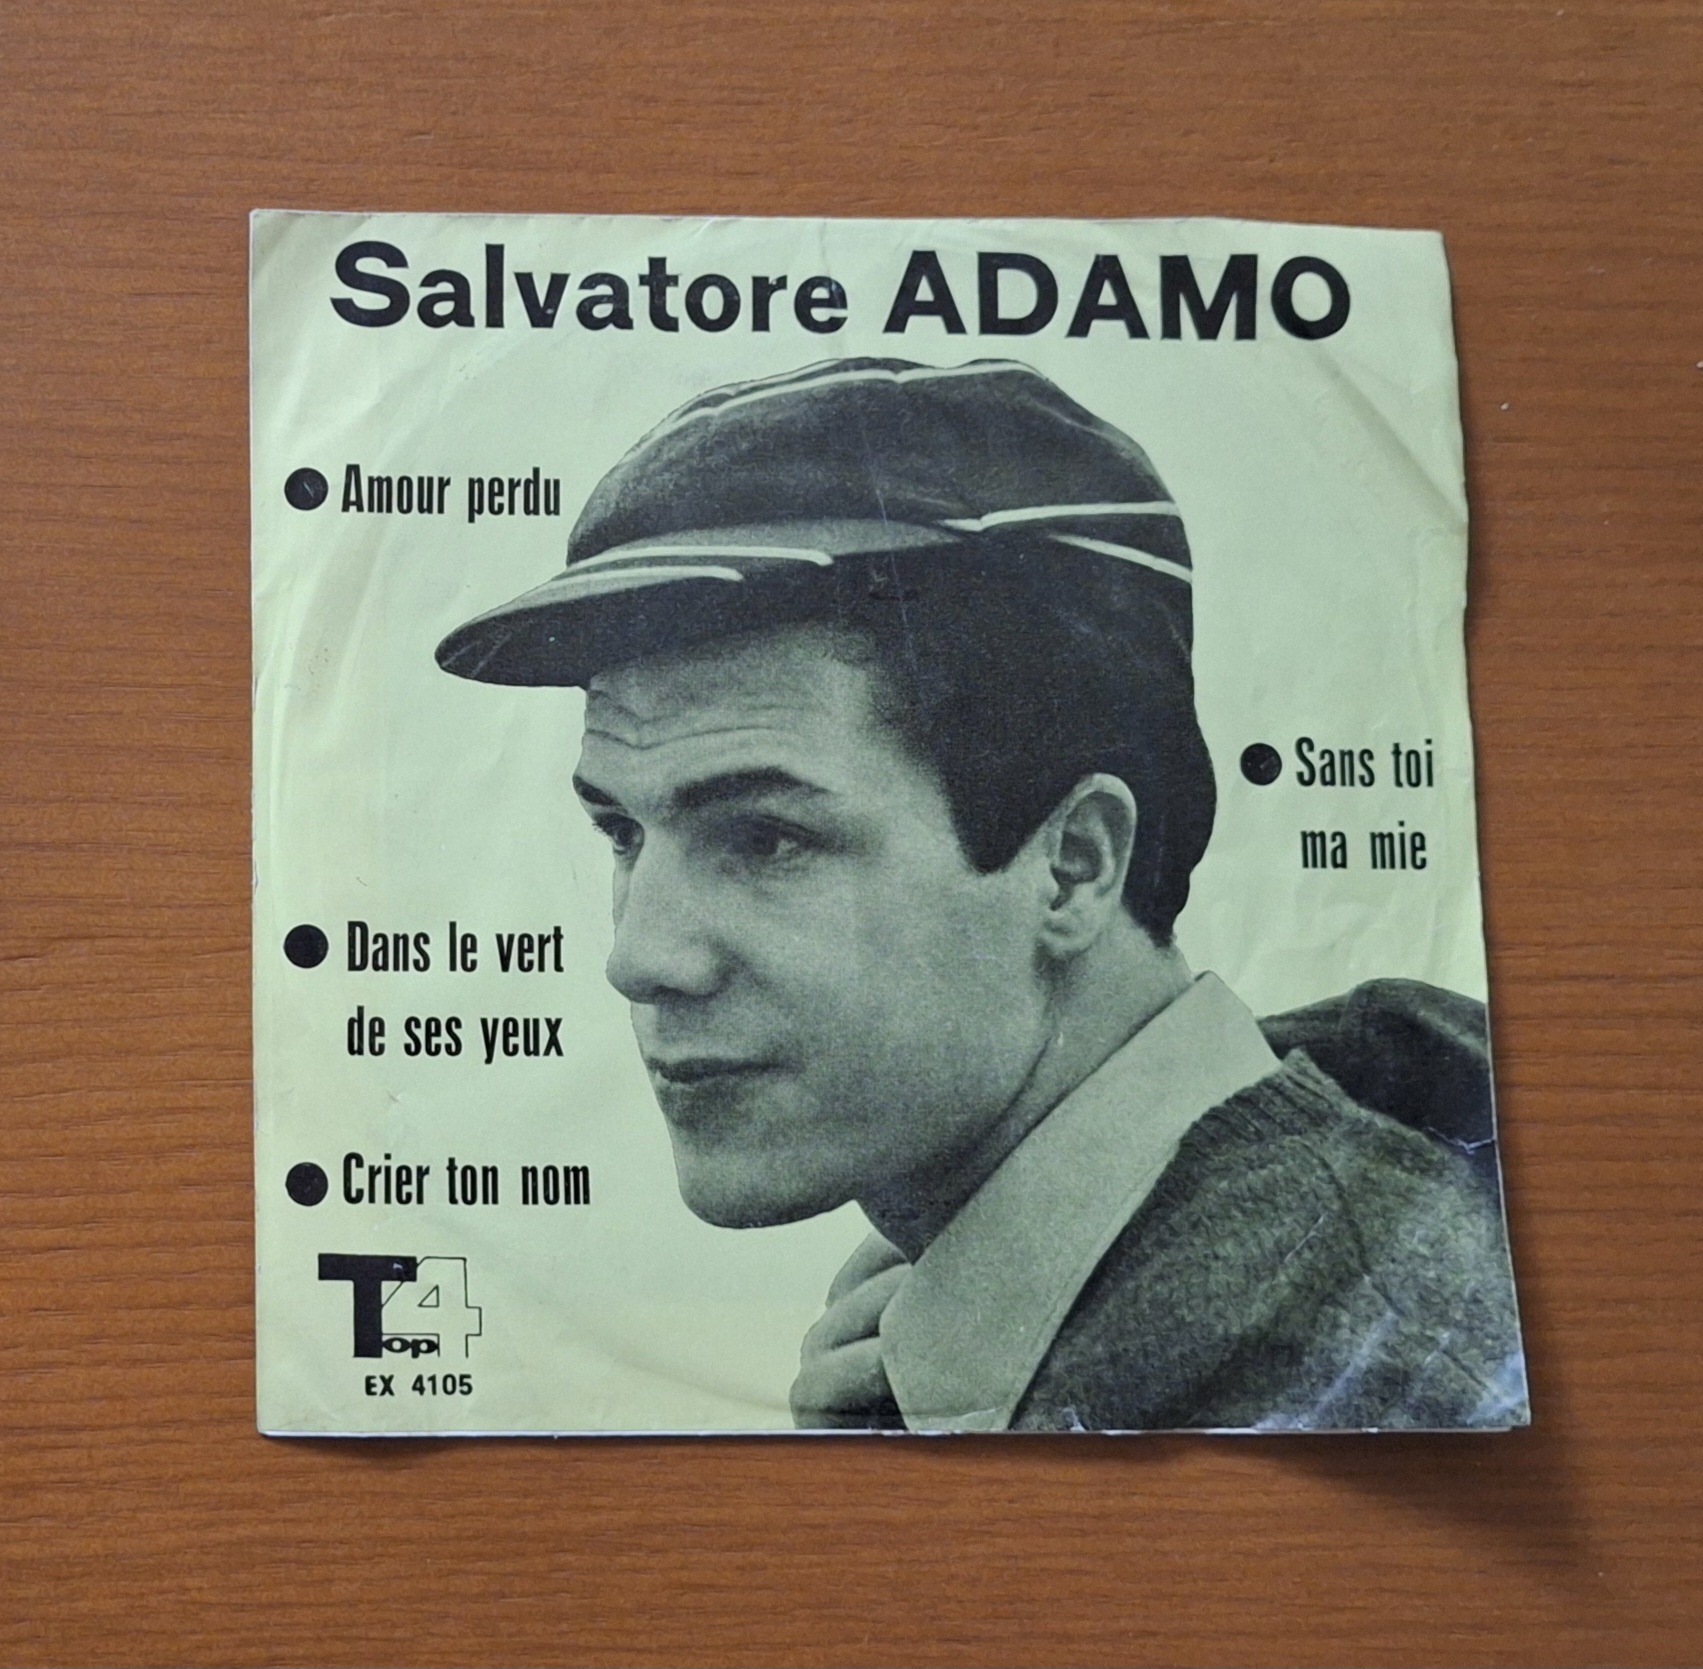 Salvatore ADAMO
Amour perdu
Sans toi
ma mie
Dans le vert
de ses yeux
Crier ton nom
Top 4
EX 4105